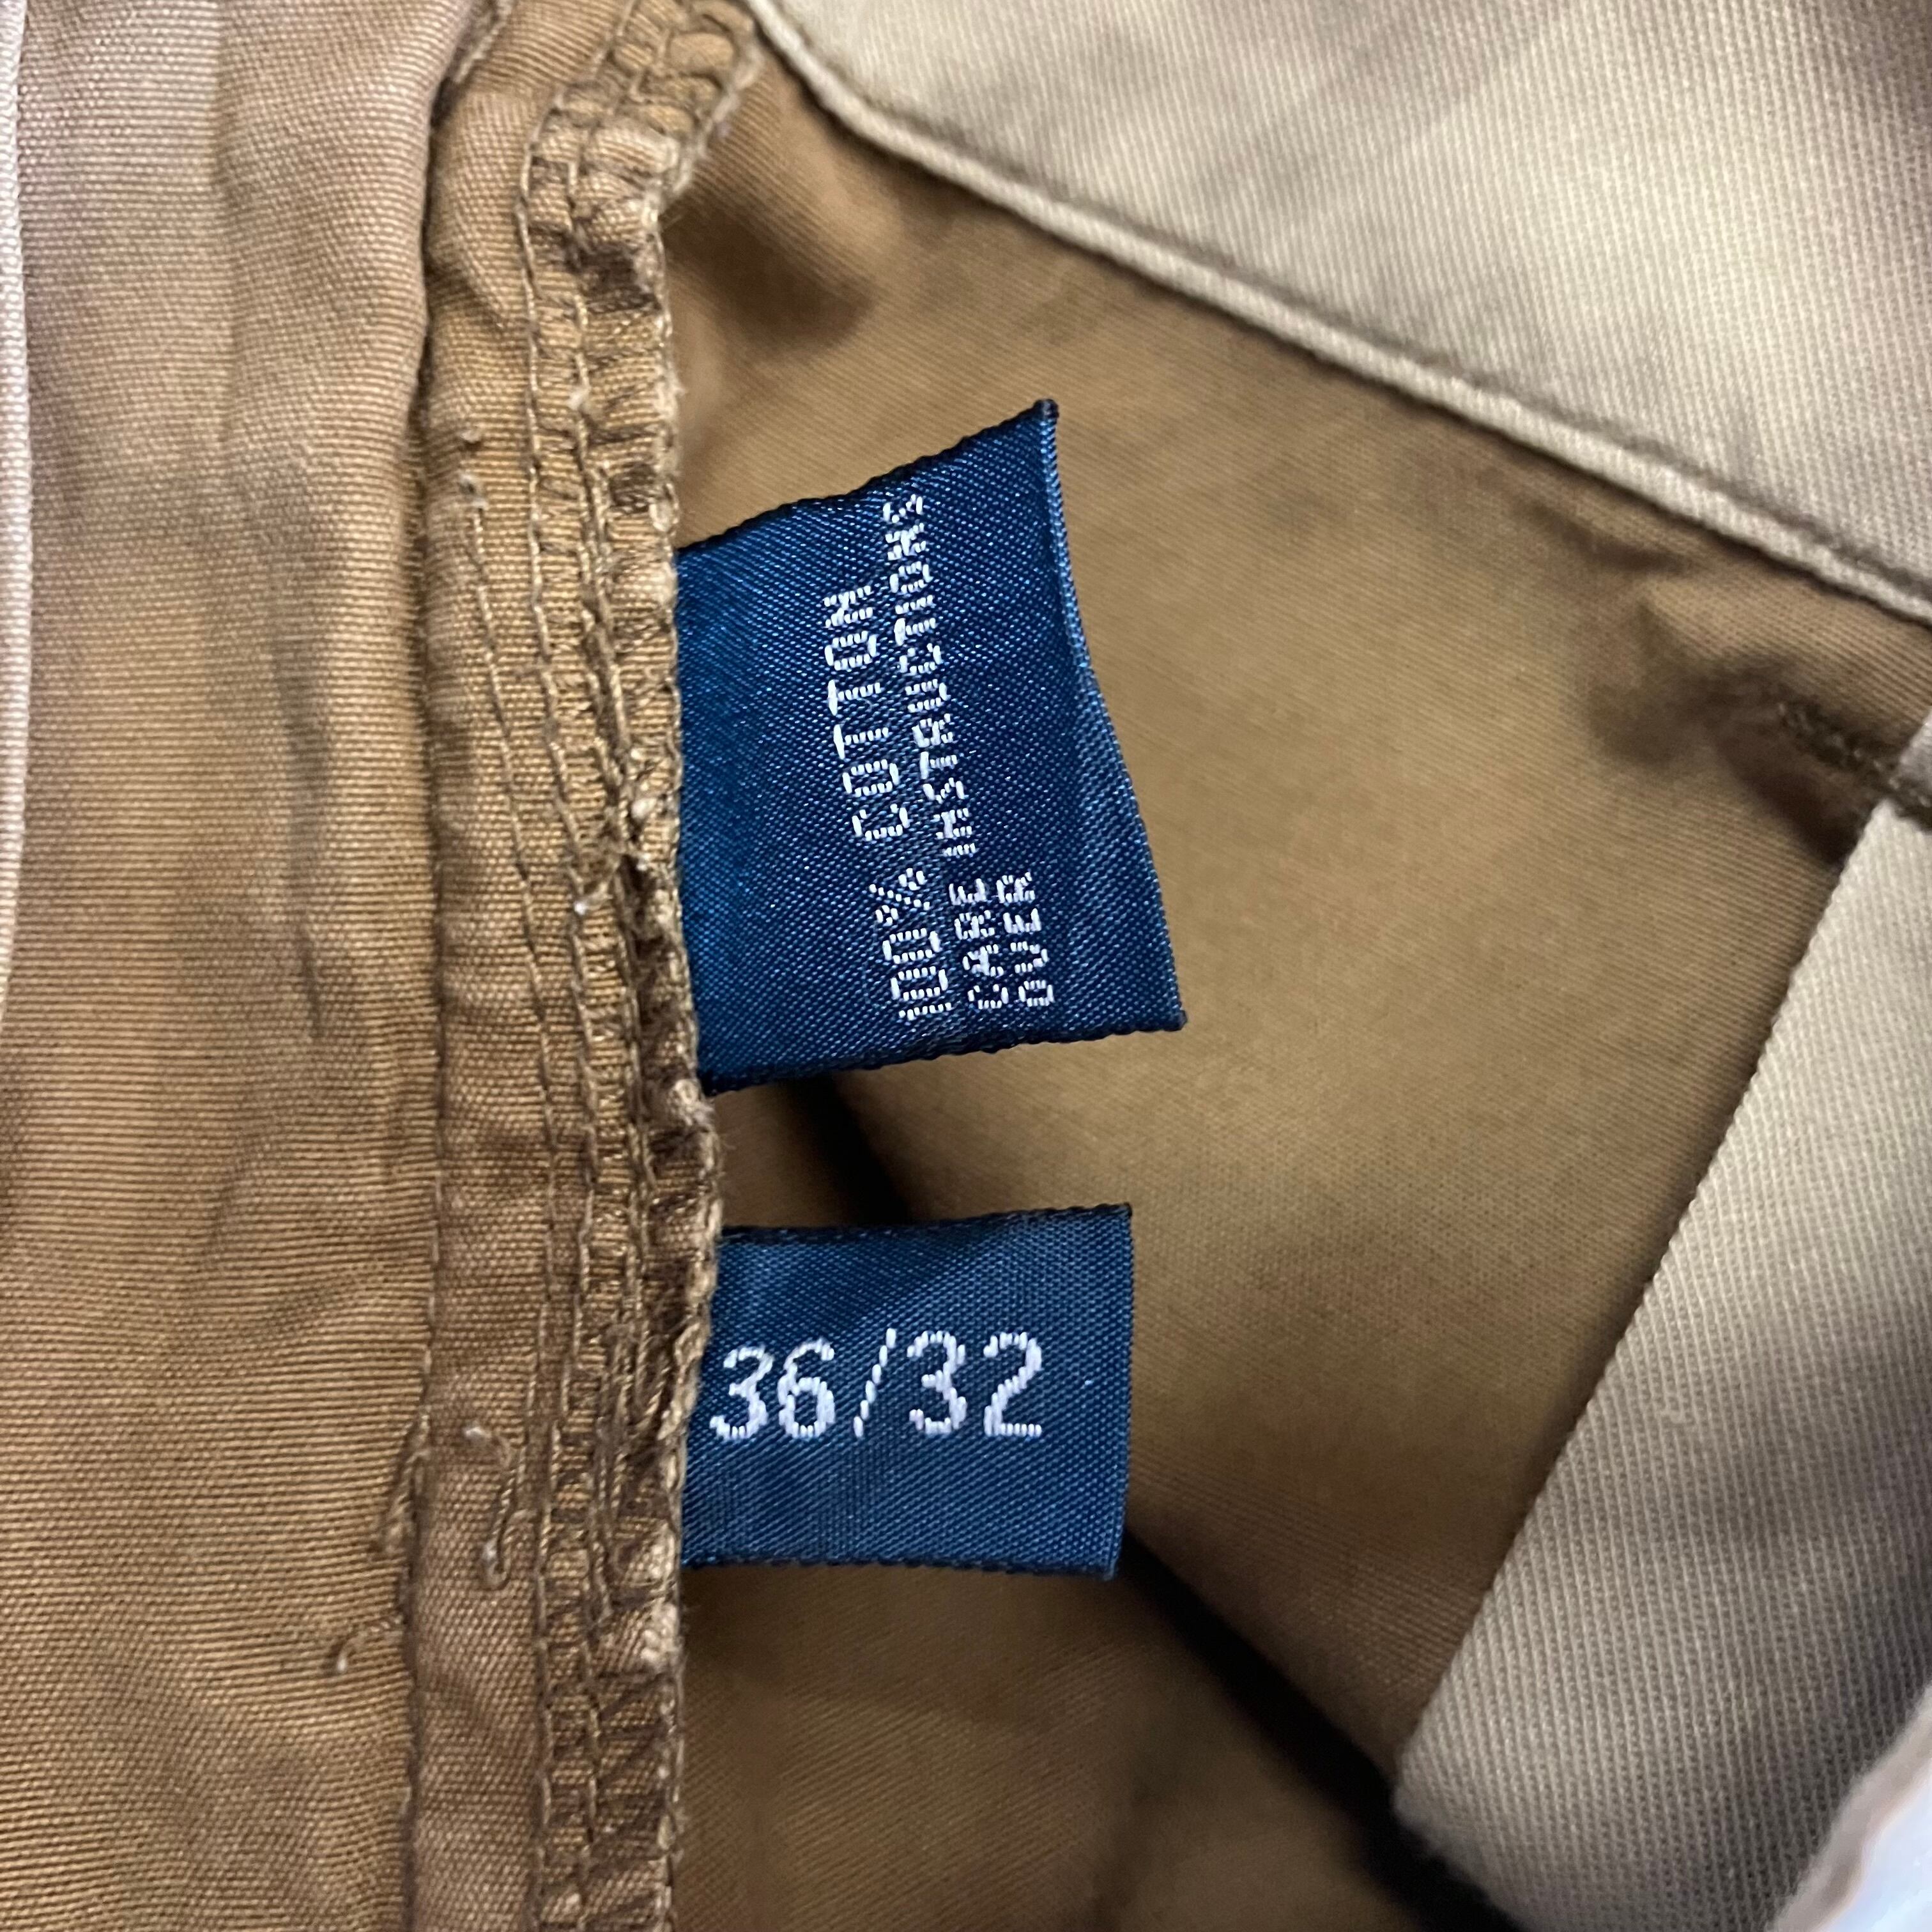 100% COTTON
CARE INSTRUCTIONS
OVER
36/32